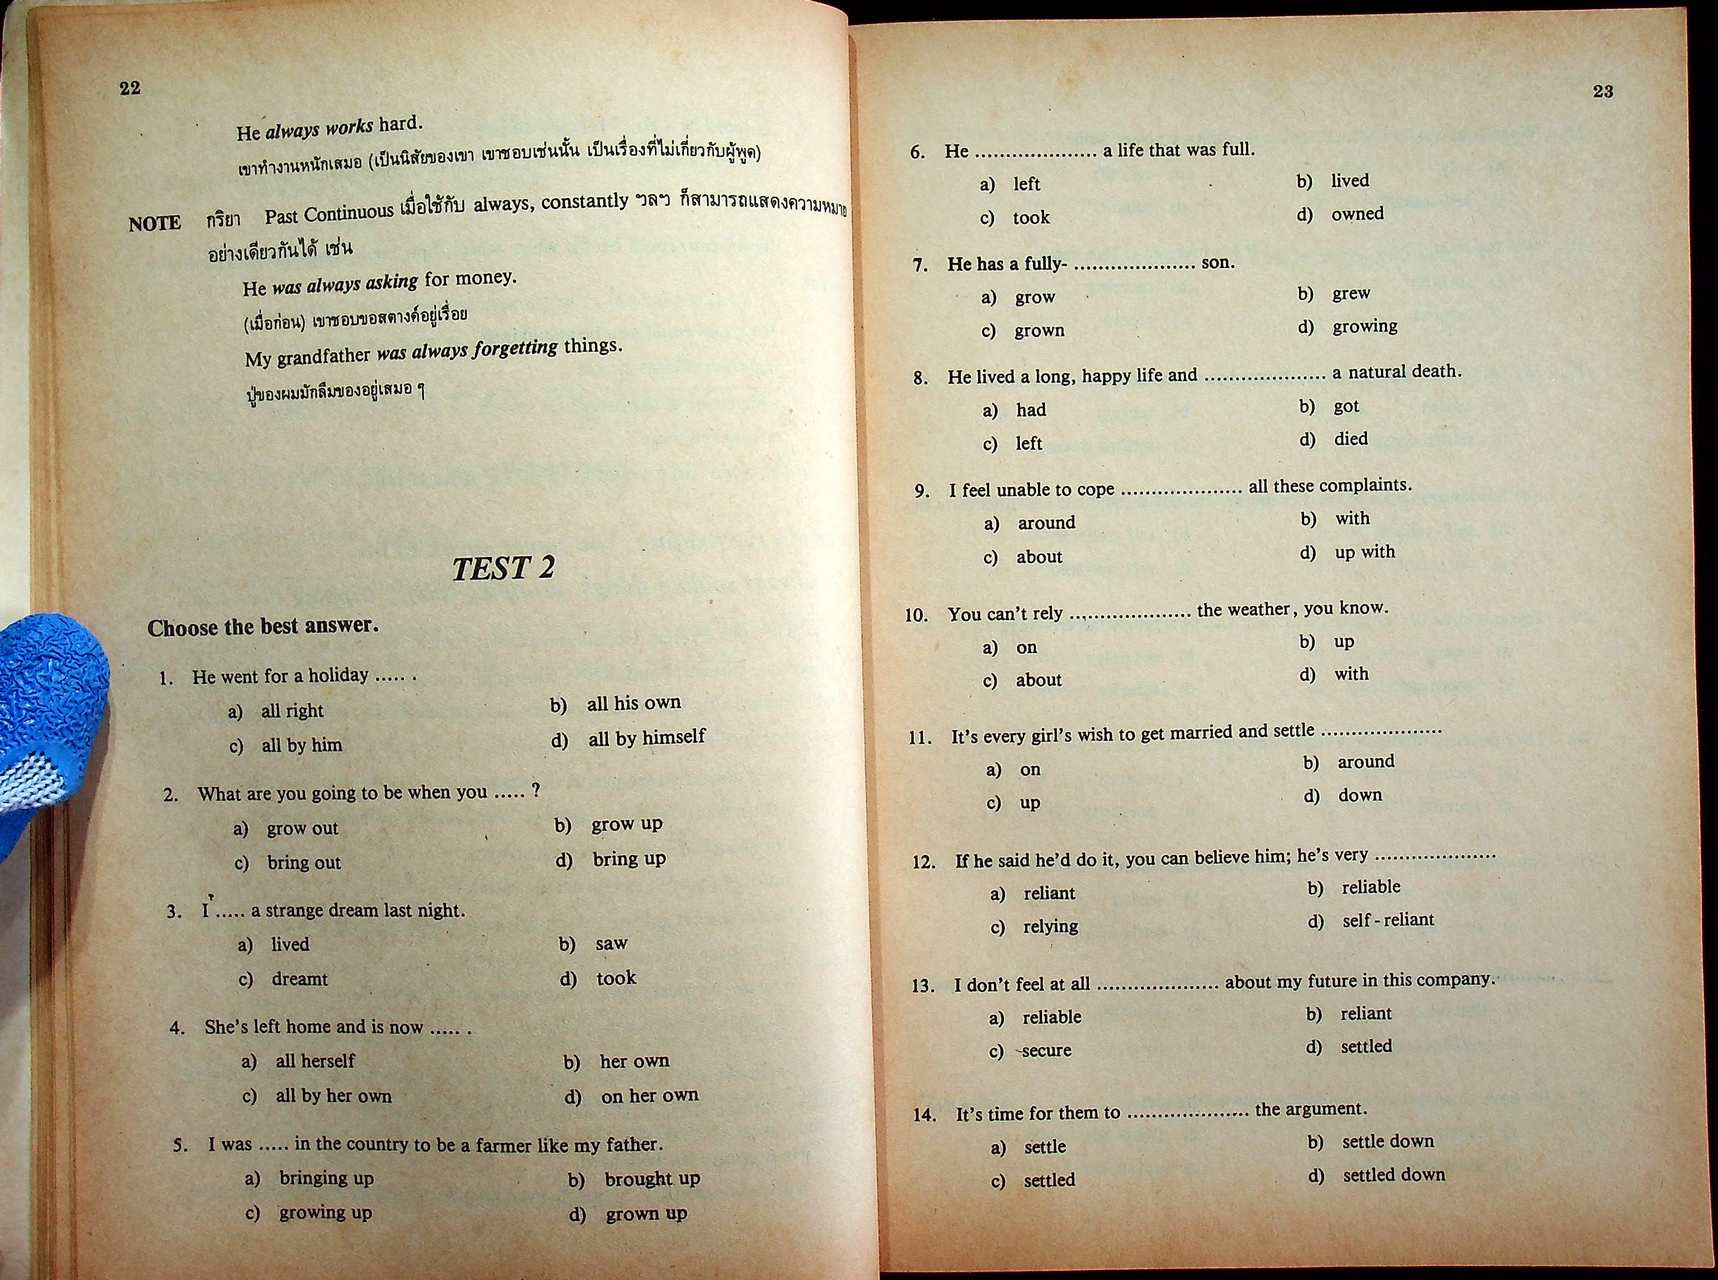 22
He always works hard.
เขาทำงานหนักเสมอ (เป็นนิสัยของเขา เขาชอบเช่นนั้น เป็นเรื่องที่ไม่เกี่ยวกับผู้พูด)
NOTE กริยา Past Continuous เมื่อใช้กับ always, constantly ฯลฯ ก็สามารถแสดงความหมาย
อย่างเดียวกันได้ เช่น
He was always asking for money.
(เมื่อก่อน) เขาชอบขอสตางค์อยู่เรื่อย
My grandfather was always forgetting things.
ปู่ของผมมักลืมของอยู่เสมอ ๆ
TEST 2
Choose the best answer.
1. He went for a holiday ..... .
a) all right b) all his own
c) all by him d) all by himself
2. What are you going to be when you ..... ?
a) grow out b) grow up
c) bring out d) bring up
3. I ..... a strange dream last night.
a) lived b) saw
c) dreamt d) took
4. She's left home and is now ..... .
a) all herself b) her own
c) all by her own d) on her own
5. I was ..... in the country to be a farmer like my father.
a) bringing up b) brought up
c) growing up d) grown up
23
6. He .................... a life that was full.
a) left b) lived
c) took d) owned
7. He has a fully- .................... son.
a) grow b) grew
c) grown d) growing
8. He lived a long, happy life and .................... a natural death.
a) had b) got
c) left d) died
9. I feel unable to cope .................... all these complaints.
a) around b) with
c) about d) up with
10. You can't rely .................... the weather, you know.
a) on b) up
c) about d) with
11. It's every girl's wish to get married and settle ....................
a) on b) around
c) up d) down
12. If he said he'd do it, you can believe him; he's very ....................
a) reliant b) reliable
c) relying d) self-reliant
13. I don't feel at all .................... about my future in this company.
a) reliable b) reliant
c) secure d) settled
14. It's time for them to .................... the argument.
a) settle b) settle down
c) settled d) settled down